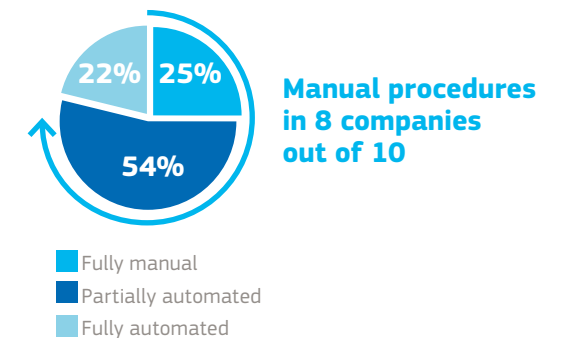 22% 25%
54%
Manual procedures
in 8 companies
out of 10
Fully manual
Partially automated
Fully automated